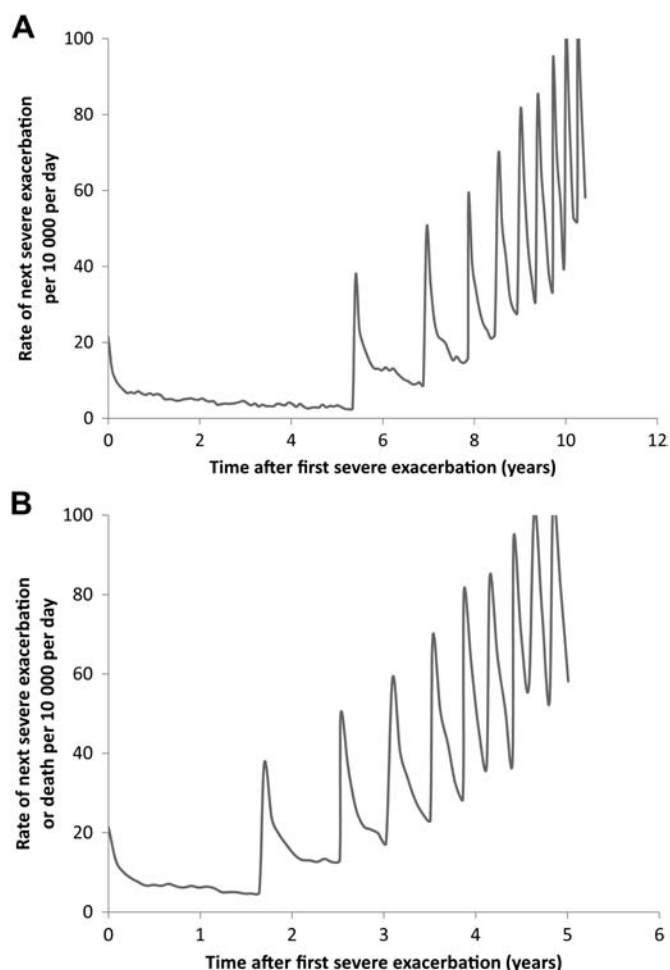 A
Rate of next severe exacerbation
per 10 000 per day
100
80
60
40
20
0
0 2 4 6 8 10 12
Time after first severe exacerbation (years)
B
Rate of next severe exacerbation
or death per 10 000 per day
100
80
60
40
20
0
0 1 2 3 4 5 6
Time after first severe exacerbation (years)